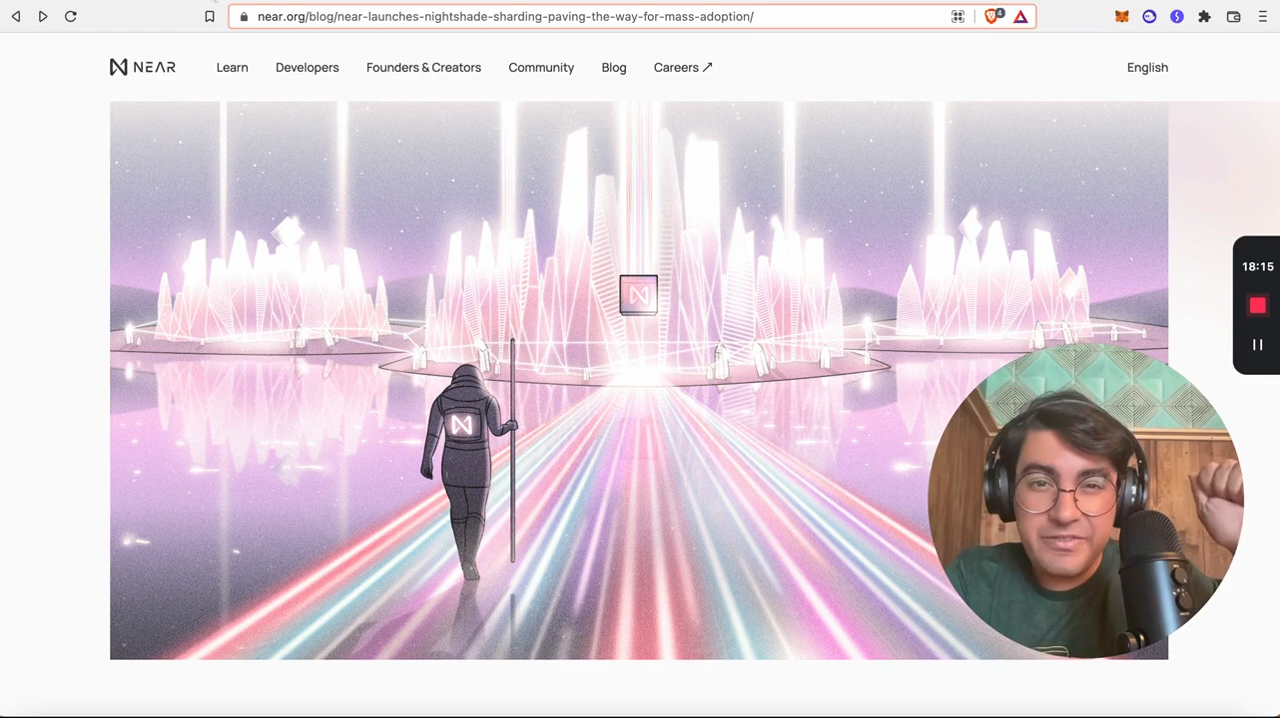 near.org/blog/near-launches-nightshade-sharding-paving-the-way-for-mass-adoption/
4
NEAR
Learn
Developers
Founders & Creators
Community
Blog
Careers ↗
English
18:15